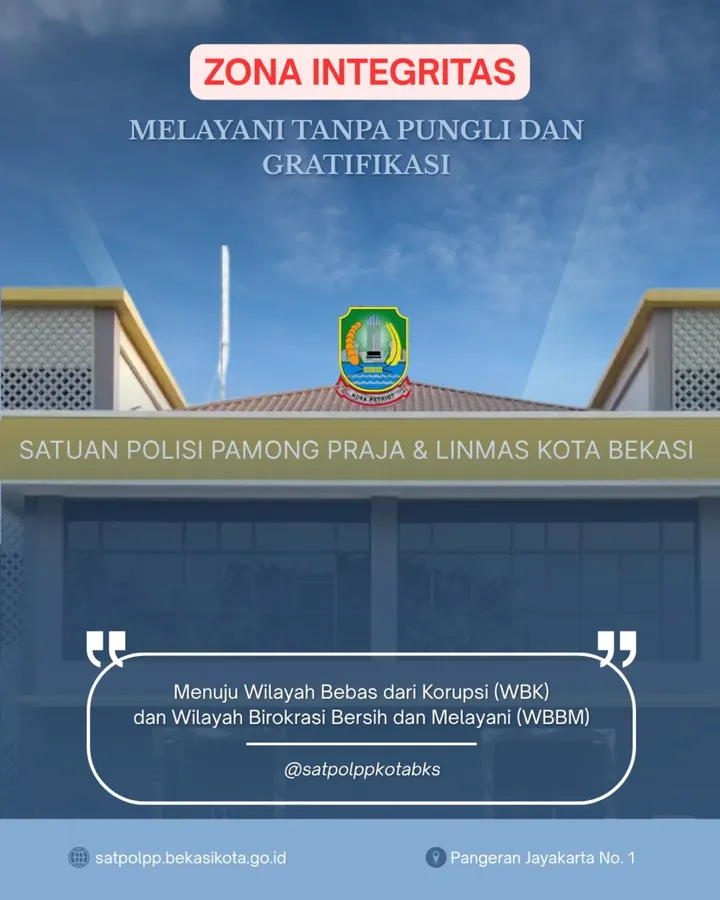 ZONA INTEGRITAS
MELAYANI TANPA PUNGLI DAN
GRATIFIKASI
KOTA PATRIOT
SATUAN POLISI PAMONG PRAJA & LINMAS KOTA BEKASI
Menuju Wilayah Bebas dari Korupsi (WBK)
dan Wilayah Birokrasi Bersih dan Melayani (WBBM)
@satpolppkotabks
satpolpp.bekasikota.go.id
Pangeran Jayakarta No. 1